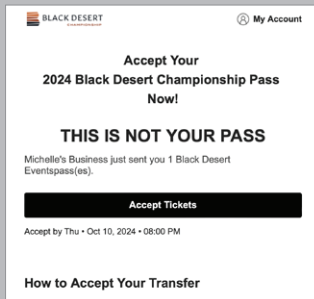 BLACK DESERT
CHAMPIONSHIP
My Account
Accept Your
2024 Black Desert Championship Pass
Now!
THIS IS NOT YOUR PASS
Michelle's Business just sent you 1 Black Desert
Eventspass(es).
Accept Tickets
Accept by Thu • Oct 10, 2024 • 08:00 PM
How to Accept Your Transfer